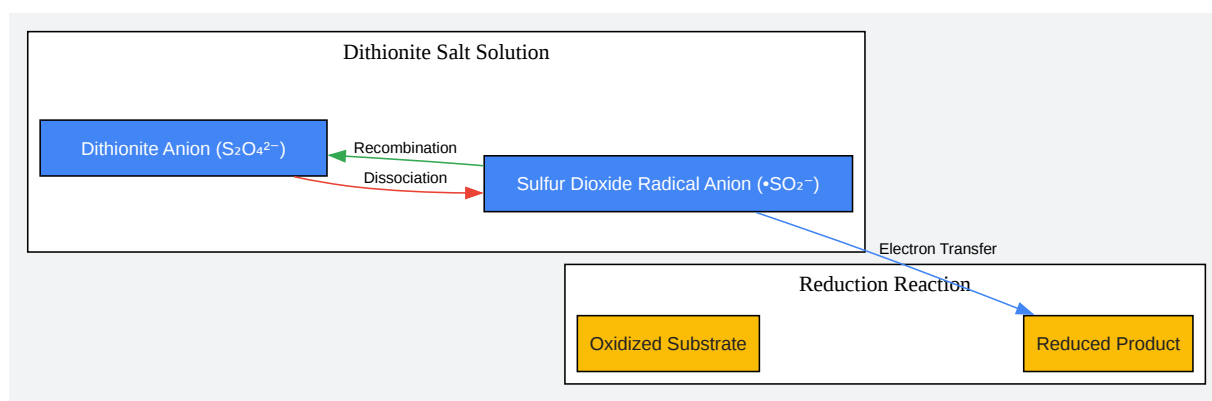 Dithionite Salt Solution
Dithionite Anion (S₂O₄²⁻)
Recombination
Dissociation
Sulfur Dioxide Radical Anion (•SO₂⁻)
Electron Transfer
Reduction Reaction
Oxidized Substrate
Reduced Product